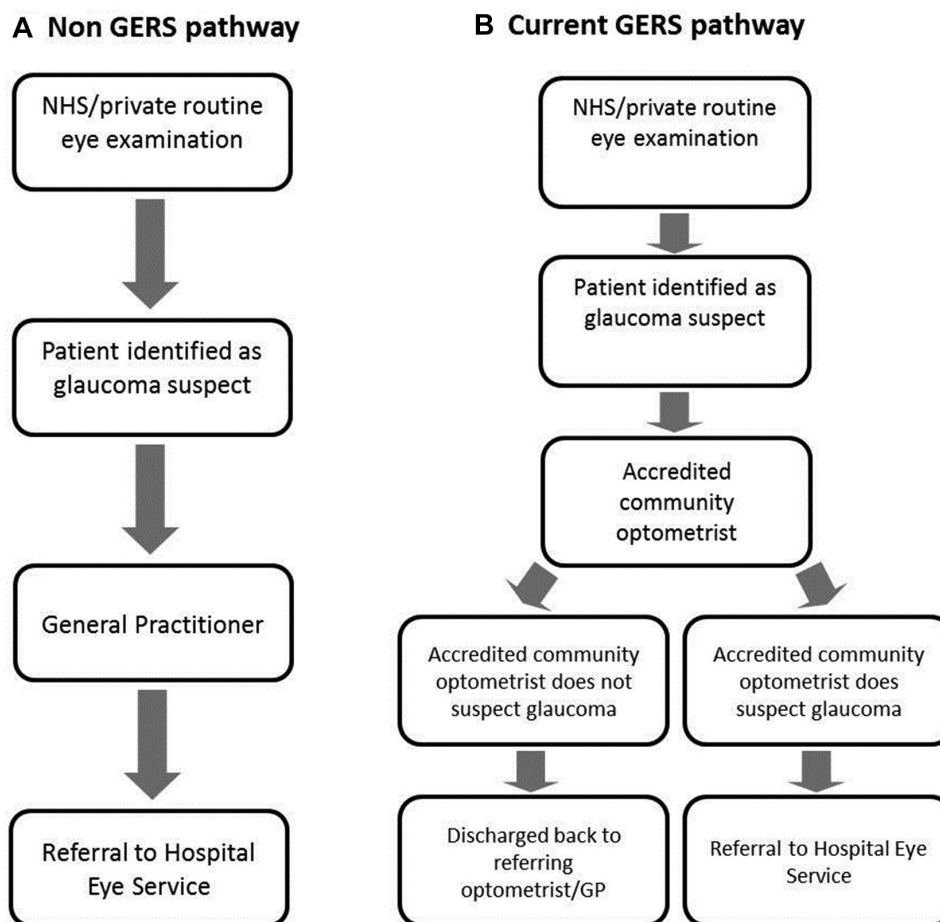 A Non GERS pathway
NHS/private routine
eye examination
Patient identified as
glaucoma suspect
General Practitioner
Referral to Hospital
Eye Service
B Current GERS pathway
NHS/private routine
eye examination
Patient identified as
glaucoma suspect
Accredited
community
optometrist
Accredited community
optometrist does not
suspect glaucoma
Discharged back to
referring
optometrist/GP
Accredited community
optometrist does
suspect glaucoma
Referral to Hospital Eye
Service